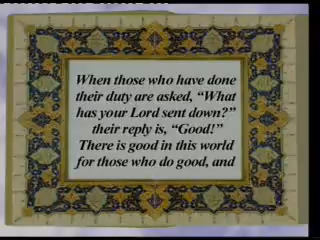 When those who have done
their duty are asked, “What
has your Lord sent down?”
their reply is, “Good!”
There is good in this world
for those who do good, and